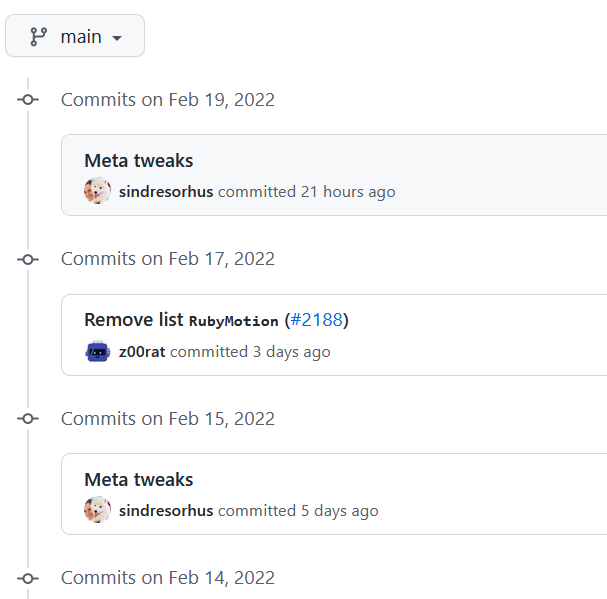 main
Commits on Feb 19, 2022
Meta tweaks
sindresorhus committed 21 hours ago
Commits on Feb 17, 2022
Remove list RubyMotion (#2188)
z00rat committed 3 days ago
Commits on Feb 15, 2022
Meta tweaks
sindresorhus committed 5 days ago
Commits on Feb 14, 2022